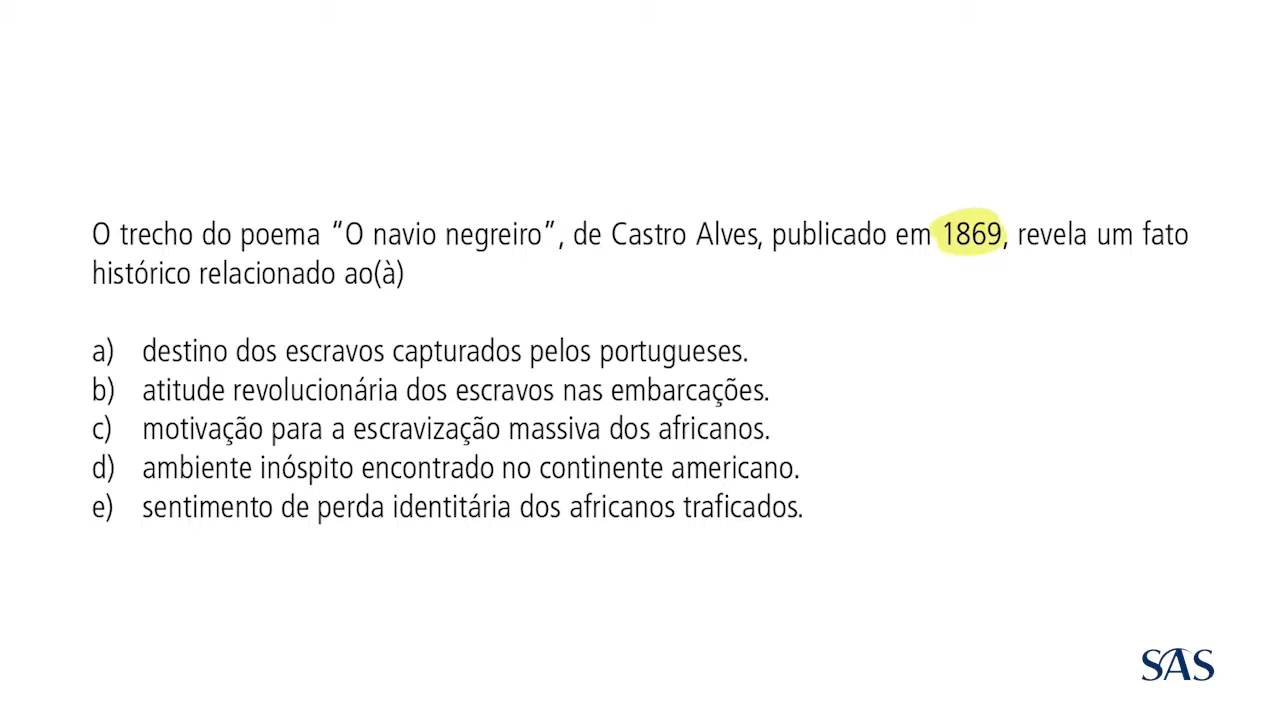 O trecho do poema “O navio negreiro”, de Castro Alves, publicado em 1869, revela um fato
histórico relacionado ao(à)
a) destino dos escravos capturados pelos portugueses.
b) atitude revolucionária dos escravos nas embarcações.
c) motivação para a escravização massiva dos africanos.
d) ambiente inóspito encontrado no continente americano.
e) sentimento de perda identitária dos africanos traficados.
SAS